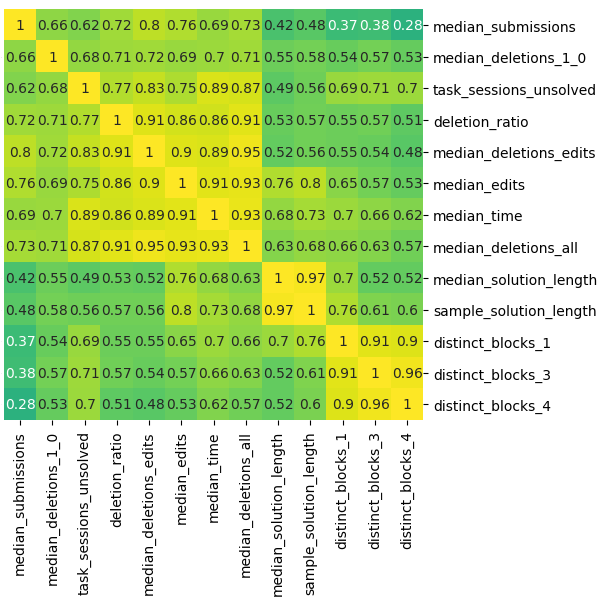 1 0.66 0.62 0.72 0.8 0.76 0.69 0.73 0.42 0.48 0.37 0.38 0.28 median_submissions
0.66 1 0.68 0.71 0.72 0.69 0.7 0.71 0.55 0.58 0.54 0.57 0.53 median_deletions_1_0
0.62 0.68 1 0.77 0.83 0.75 0.89 0.87 0.49 0.56 0.69 0.71 0.7 task_sessions_unsolved
0.72 0.71 0.77 1 0.91 0.86 0.86 0.91 0.53 0.57 0.55 0.57 0.51 deletion_ratio
0.8 0.72 0.83 0.91 1 0.9 0.89 0.95 0.52 0.56 0.55 0.54 0.48 median_deletions_edits
0.76 0.69 0.75 0.86 0.9 1 0.91 0.93 0.76 0.8 0.65 0.57 0.53 median_edits
0.69 0.7 0.89 0.86 0.89 0.91 1 0.93 0.68 0.73 0.7 0.66 0.62 median_time
0.73 0.71 0.87 0.91 0.95 0.93 0.93 1 0.63 0.68 0.66 0.63 0.57 median_deletions_all
0.42 0.55 0.49 0.53 0.52 0.76 0.68 0.63 1 0.97 0.7 0.52 0.52 median_solution_length
0.48 0.58 0.56 0.57 0.56 0.8 0.73 0.68 0.97 1 0.76 0.61 0.6 sample_solution_length
0.37 0.54 0.69 0.55 0.55 0.65 0.7 0.66 0.7 0.76 1 0.91 0.9 distinct_blocks_1
0.38 0.57 0.71 0.57 0.54 0.57 0.66 0.63 0.52 0.61 0.91 1 0.96 distinct_blocks_3
0.28 0.53 0.7 0.51 0.48 0.53 0.62 0.57 0.52 0.6 0.9 0.96 1 distinct_blocks_4
median_submissions
median_deletions_1_0
task_sessions_unsolved
deletion_ratio
median_deletions_edits
median_edits
median_time
median_deletions_all
median_solution_length
sample_solution_length
distinct_blocks_1
distinct_blocks_3
distinct_blocks_4